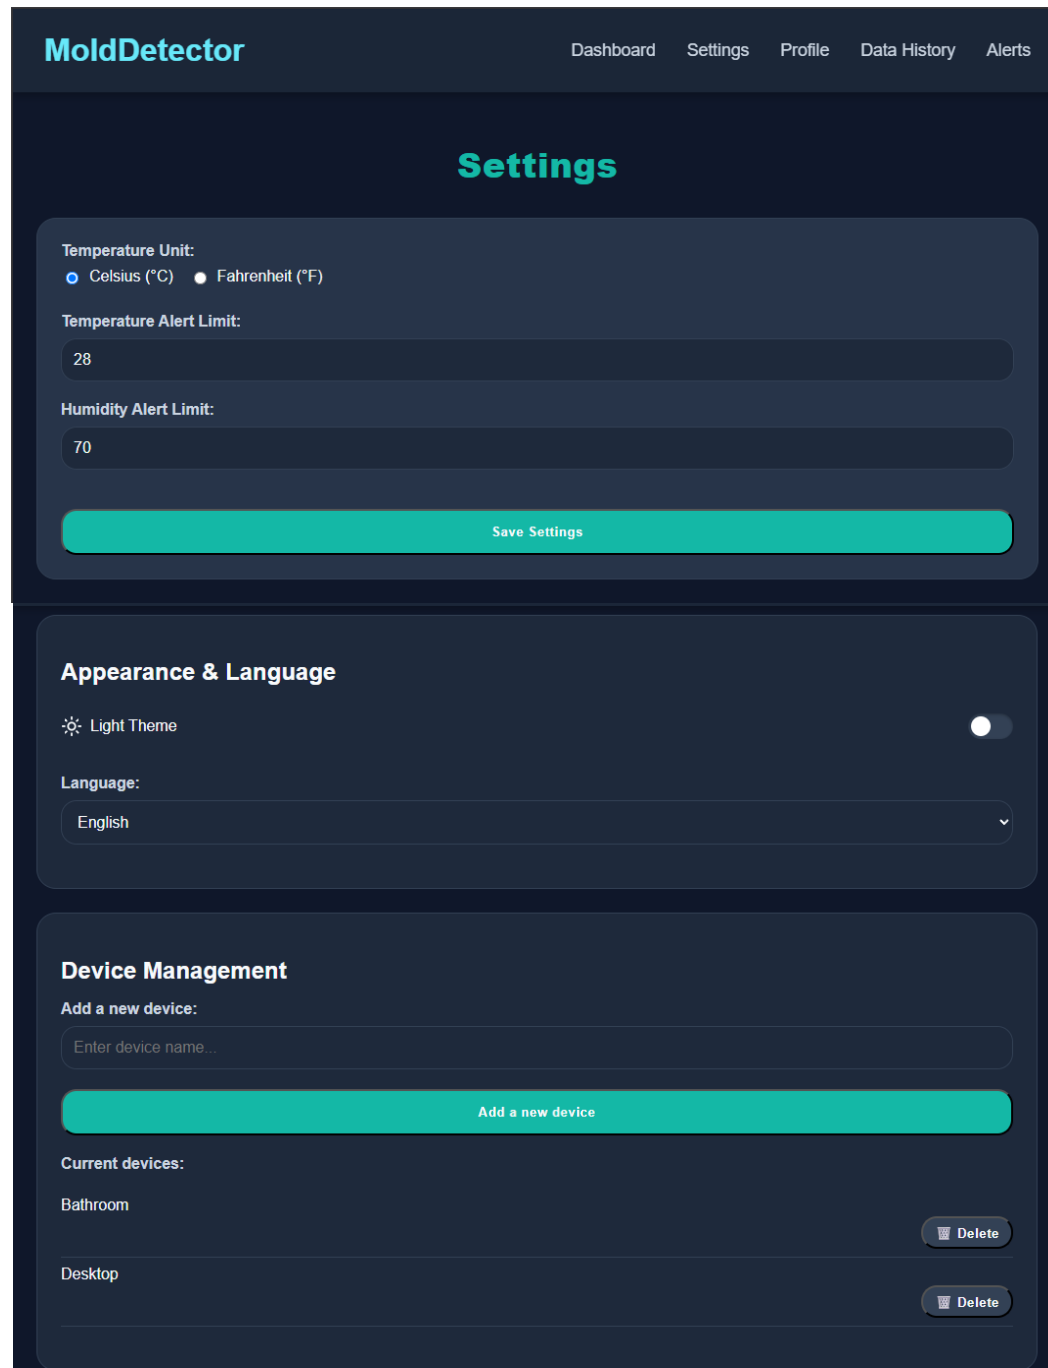 MoldDetector
Dashboard Settings Profile Data History Alerts
Settings
Temperature Unit:
Celsius (°C) Fahrenheit (°F)
Temperature Alert Limit:
28
Humidity Alert Limit:
70
Save Settings
Appearance & Language
Light Theme
Language:
English
Device Management
Add a new device:
Enter device name...
Add a new device
Current devices:
Bathroom
Delete
Desktop
Delete